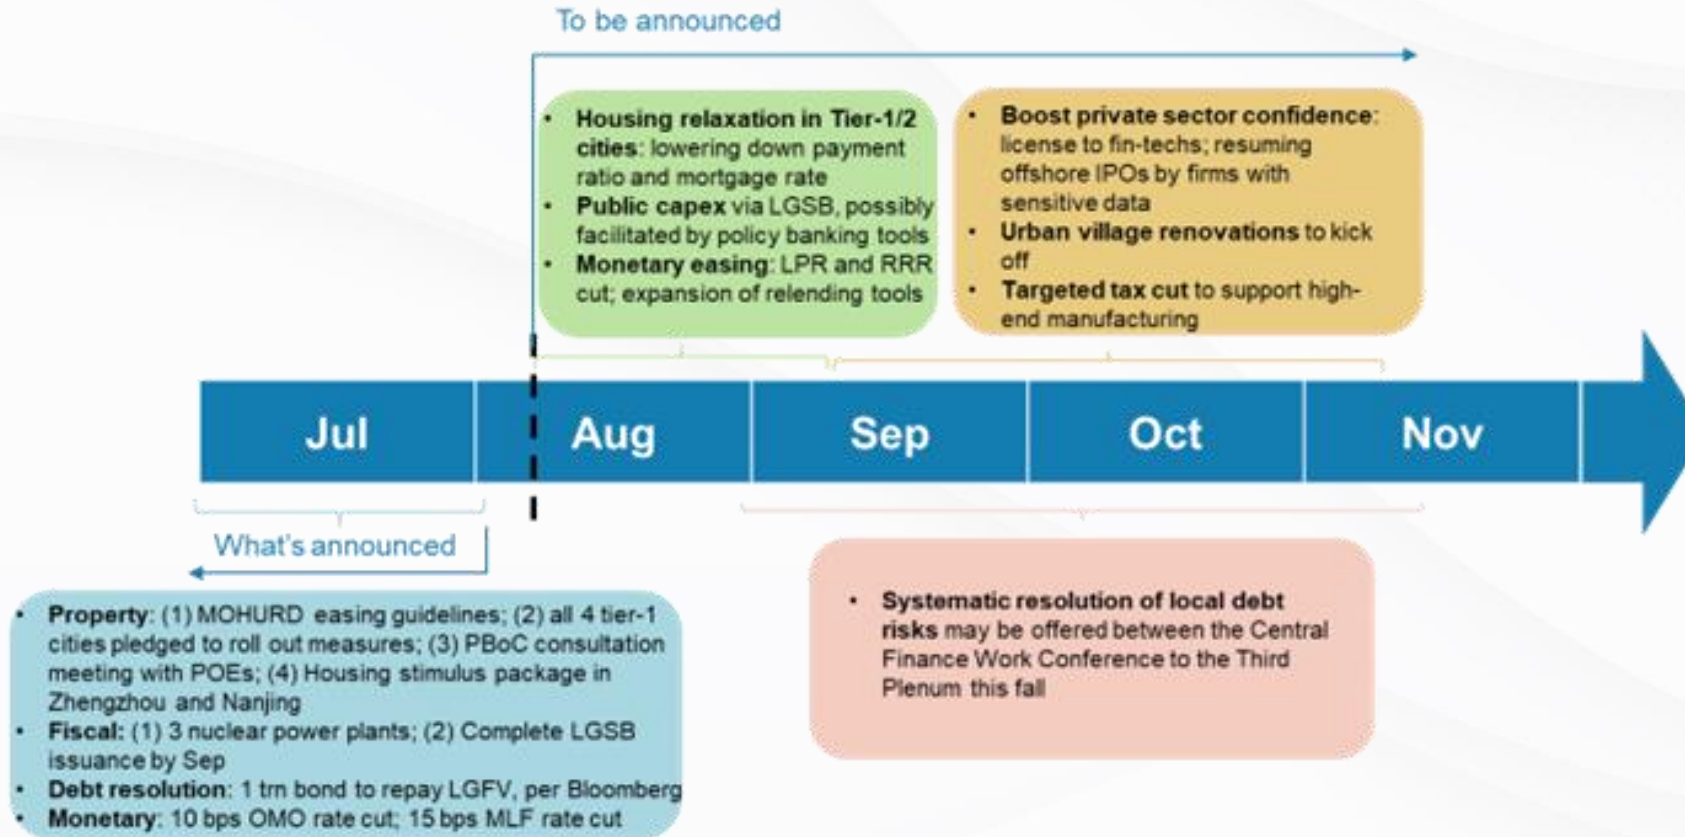 To be announced
• Housing relaxation in Tier-1/2
cities: lowering down payment
ratio and mortgage rate
• Public capex via LGSB, possibly
facilitated by policy banking tools
• Monetary easing: LPR and RRR
cut; expansion of relending tools
• Boost private sector confidence:
license to fin-techs; resuming
offshore IPOs by firms with
sensitive data
• Urban village renovations to kick
off
• Targeted tax cut to support high-
end manufacturing
Jul
Aug
Sep
Oct
Nov
What's announced
• Property: (1) MOHURD easing guidelines; (2) all 4 tier-1
cities pledged to roll out measures; (3) PBoC consultation
meeting with POEs; (4) Housing stimulus package in
Zhengzhou and Nanjing
• Fiscal: (1) 3 nuclear power plants; (2) Complete LGSB
issuance by Sep
• Debt resolution: 1 trn bond to repay LGFV, per Bloomberg
• Monetary: 10 bps OMO rate cut; 15 bps MLF rate cut
• Systematic resolution of local debt
risks may be offered between the Central
Finance Work Conference to the Third
Plenum this fall